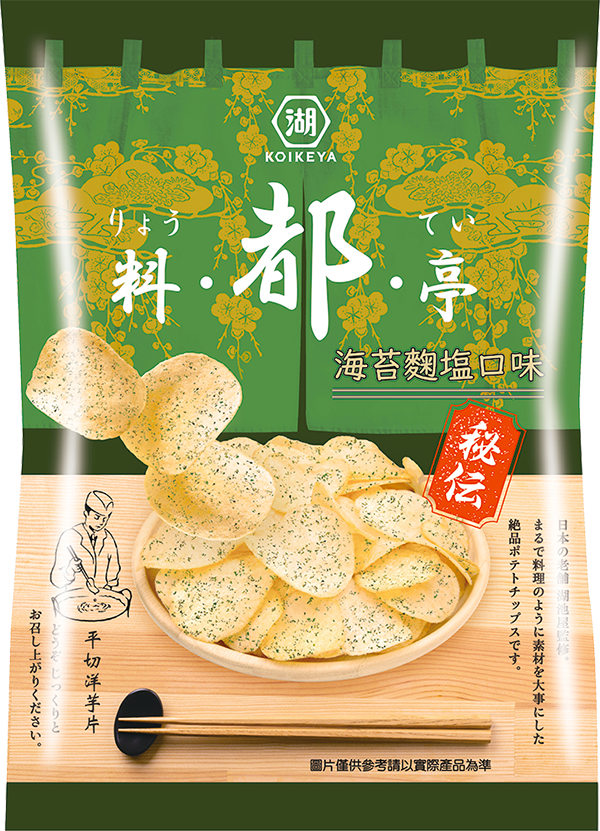 湖
KOIKEYA
りょう
てい
料・都・亭
海苔麴塩口味
秘伝
日本の老舗 湖池屋監修。
まるで料理のように素材を大事にした
絶品ポテトチップスです。
平切洋芋片
どうぞじっくりと
お召し上がりください。
圖片僅供參考請以實際產品為準